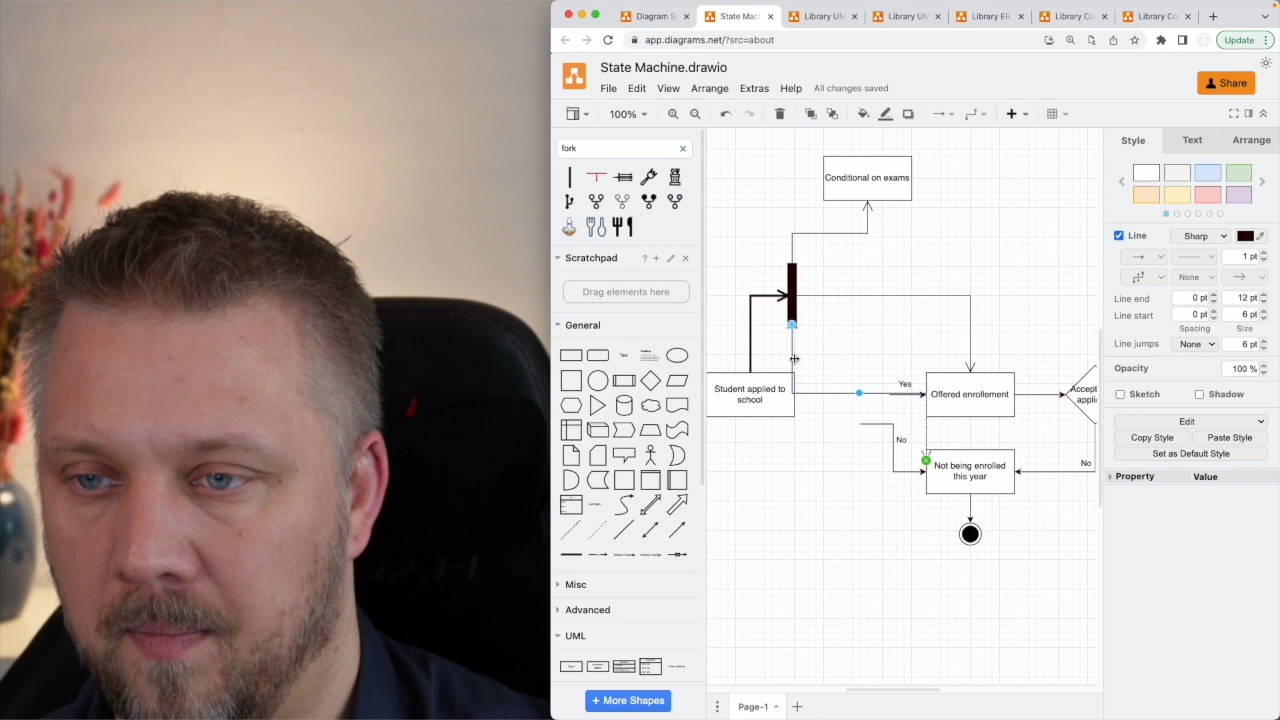 Diagram S
State Mac
Library UM
Library UM
Library ER
Library Co
Library Co
app.diagrams.net/?src=about
Update
State Machine.drawio
File Edit View Arrange Extras Help All changes saved
Share
100%
fork
Style Text Arrange
Scratchpad
Drag elements here
General
Text
Misc
Advanced
UML
+ More Shapes
Conditional on exams
Student applied to
school
Yes
Offered enrollement
Accept
appli
No
Not being enrolled
this year
No
Line Sharp
1 pt
None
Line end 0 pt 12 pt
Line start 0 pt 6 pt
Spacing Size
Line jumps None 6 pt
Opacity 100 %
Sketch Shadow
Edit
Copy Style Paste Style
Set as Default Style
Property Value
Page-1